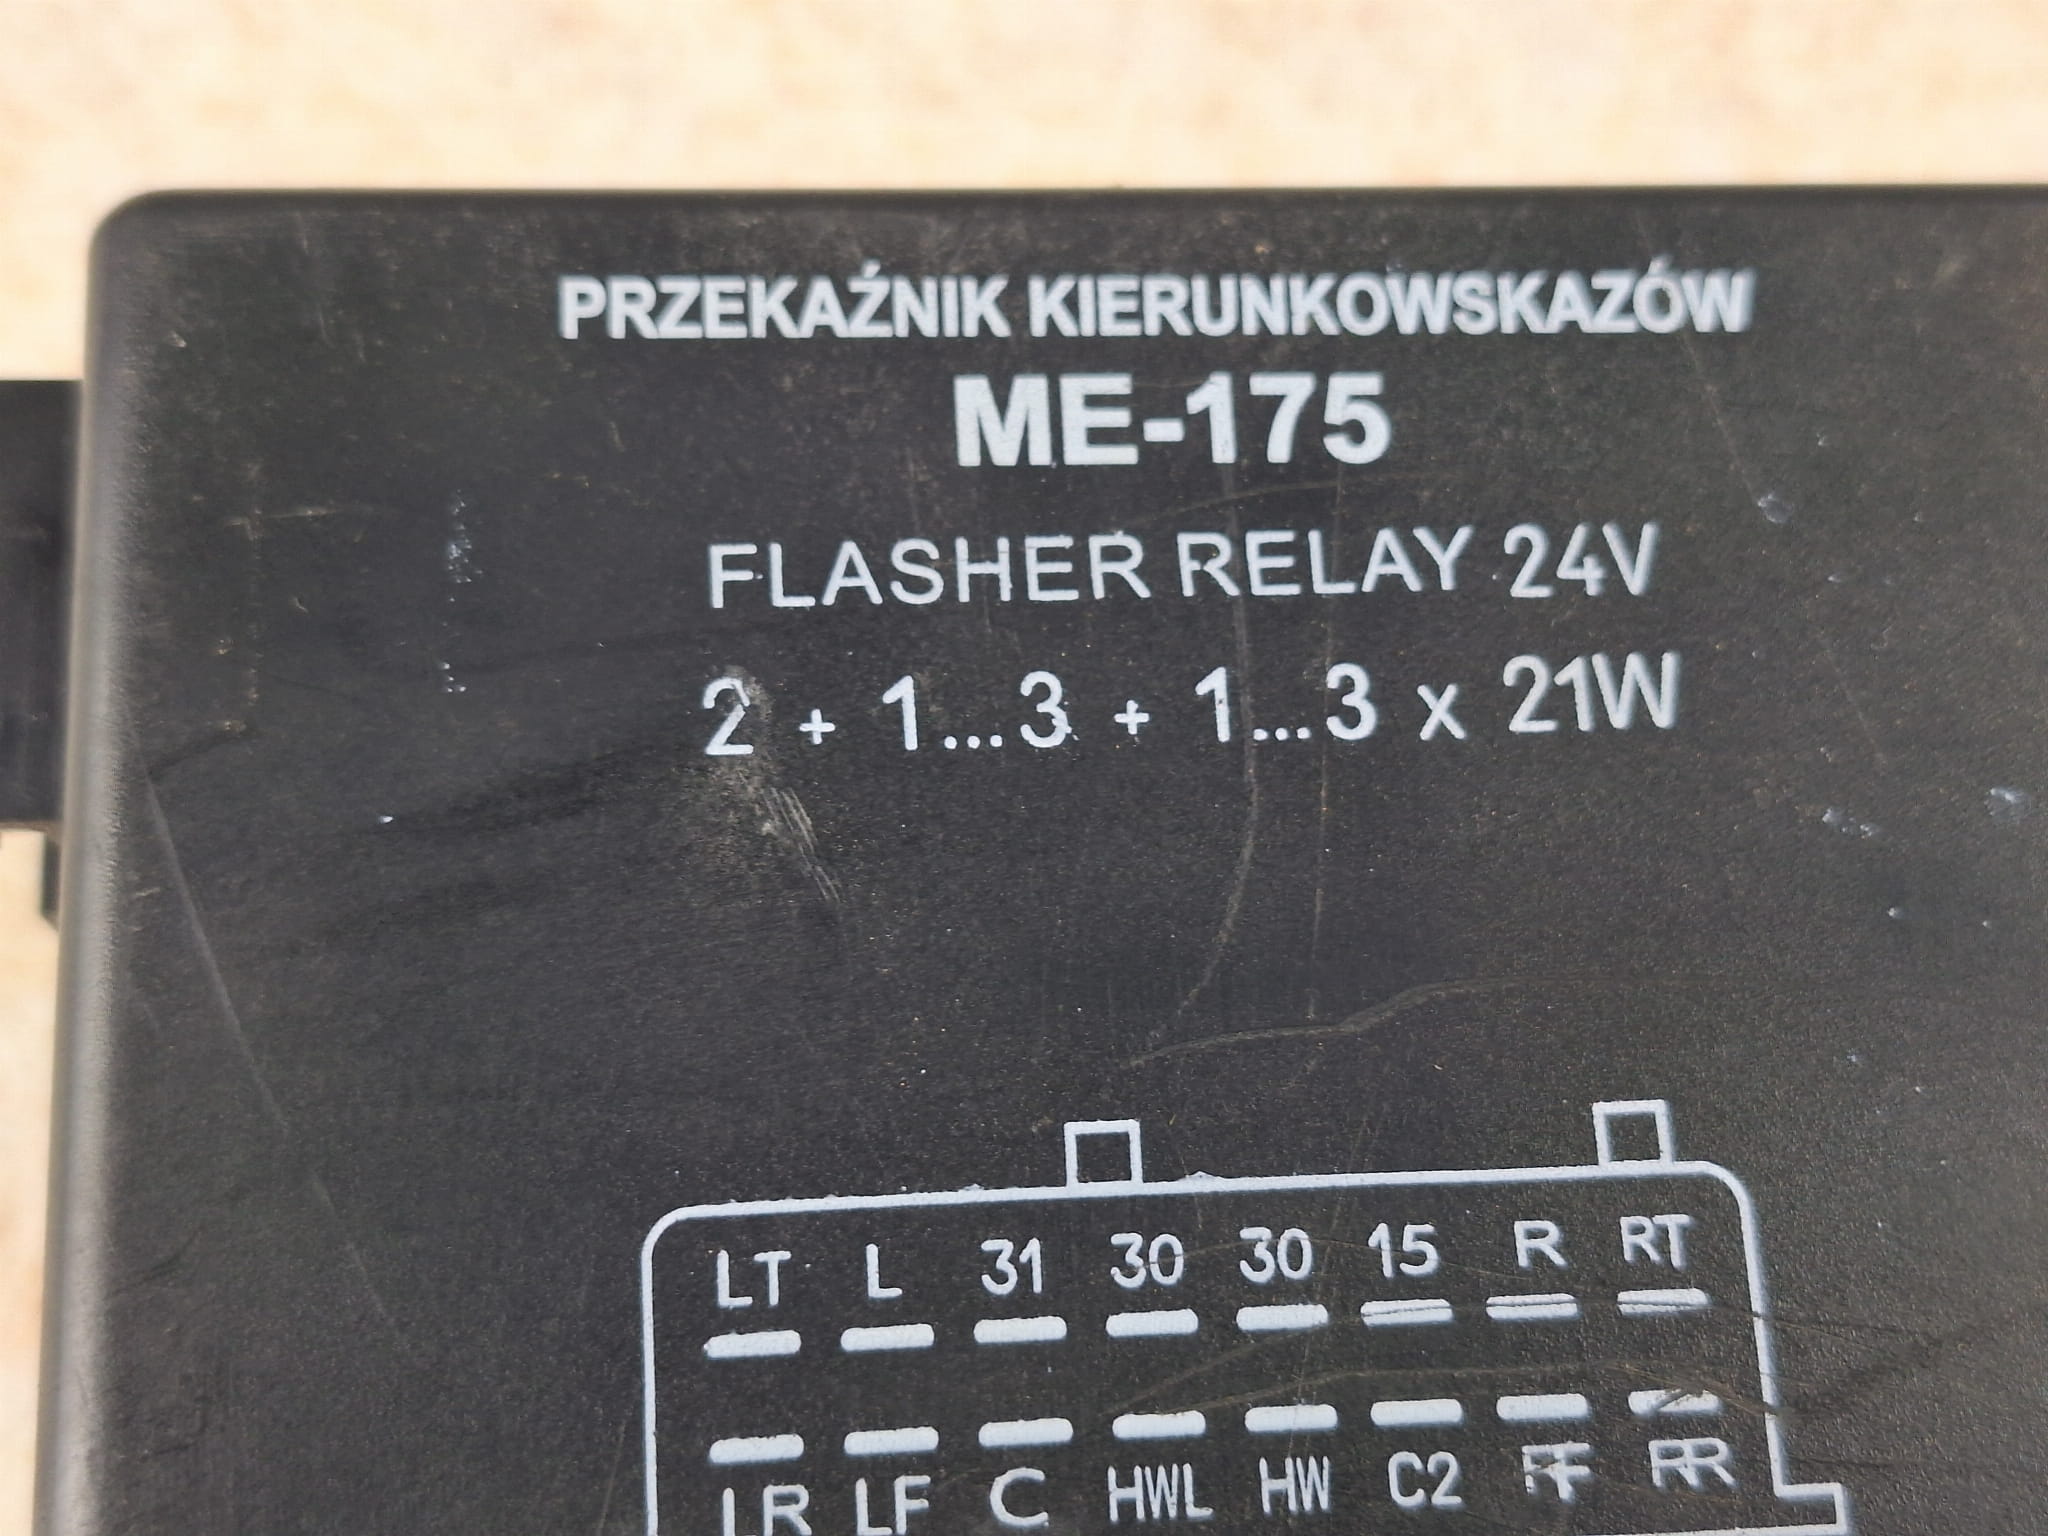 PRZEKAŹNIK KIERUNKOWSKAZÓW
ME-175
FLASHER RELAY 24V
2 + 1...3 + 1...3 x 21W
LT L 31 30 30 15 R RT
LR LF C HWL HW C2 RF RR